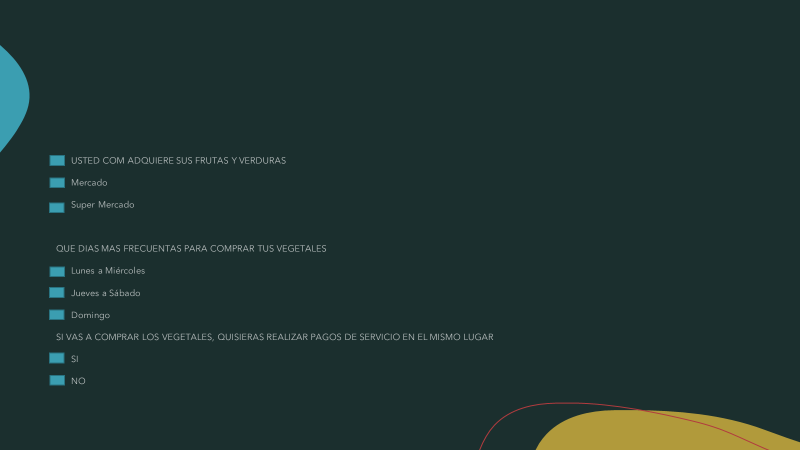 USTED COM ADQUIERE SUS FRUTAS Y VERDURAS
Mercado
Super Mercado
QUE DIAS MAS FRECUENTAS PARA COMPRAR TUS VEGETALES
Lunes a Miércoles
Jueves a Sábado
Domingo
SI VAS A COMPRAR LOS VEGETALES, QUISIERAS REALIZAR PAGOS DE SERVICIO EN EL MISMO LUGAR
SI
NO